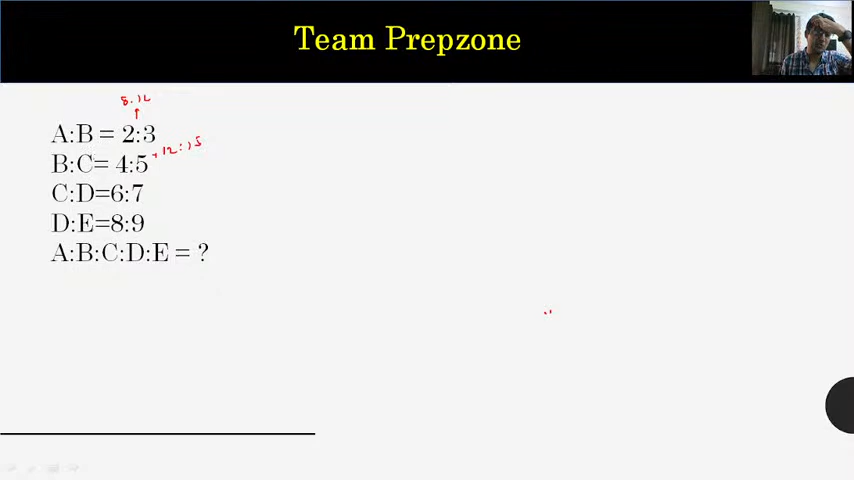 Team Prepzone
8:12
A:B = 2:3
B:C= 4:5 → 12:15
C:D=6:7
D:E=8:9
A:B:C:D:E = ?